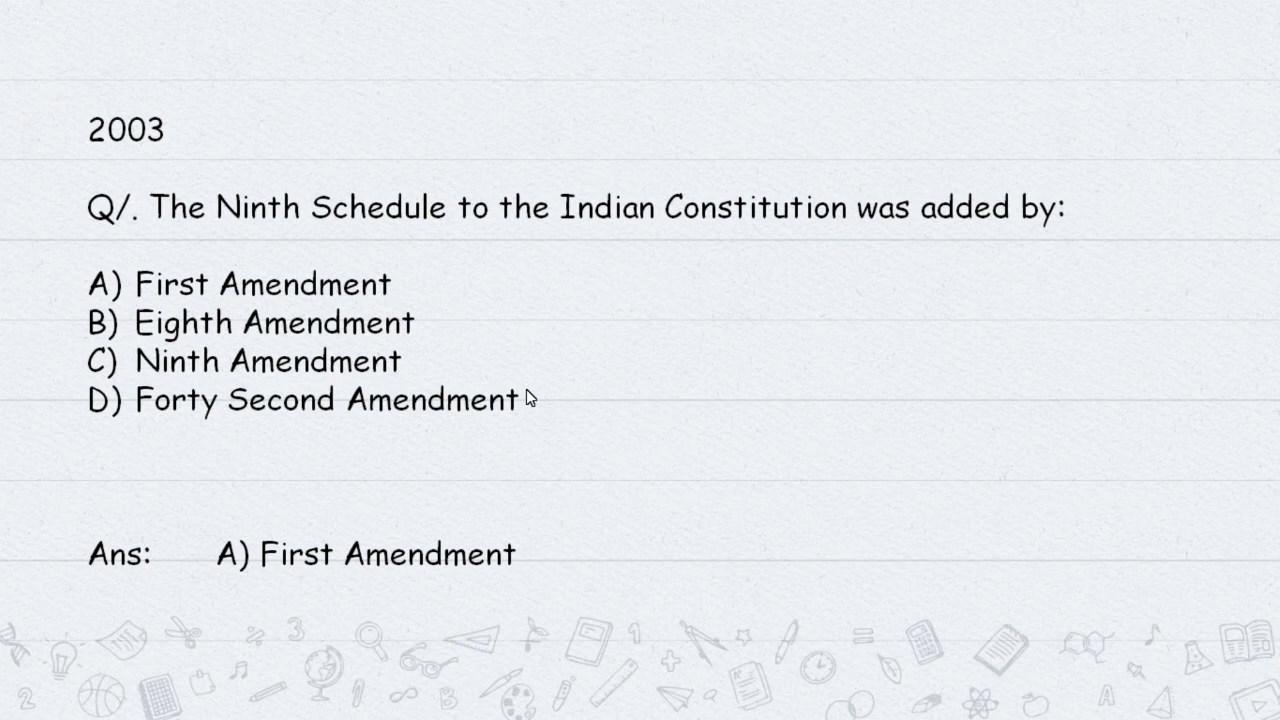 2003
Q/. The Ninth Schedule to the Indian Constitution was added by:
A) First Amendment
B) Eighth Amendment
C) Ninth Amendment
D) Forty Second Amendment
Ans: A) First Amendment